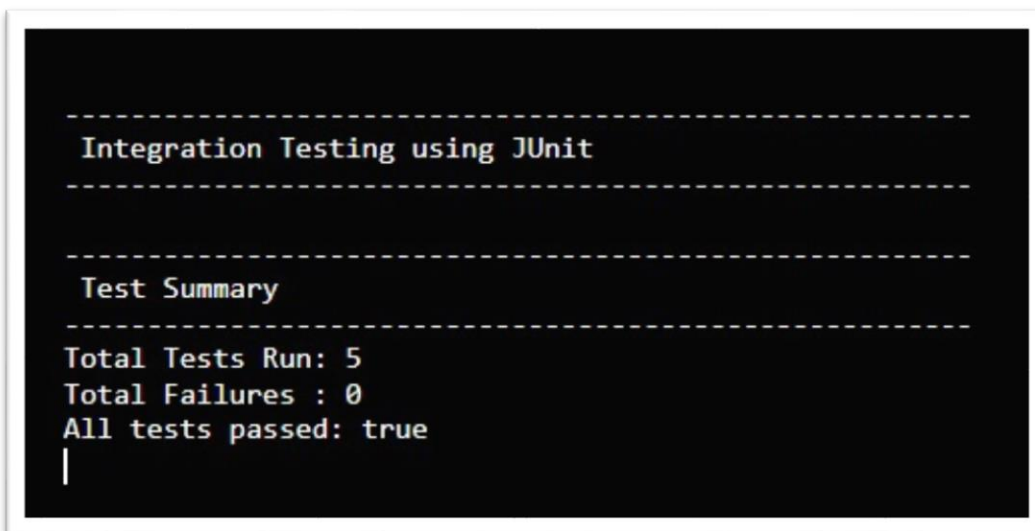 -------------------------------------------------------
Integration Testing using JUnit
-------------------------------------------------------
-------------------------------------------------------
Test Summary
-------------------------------------------------------
Total Tests Run: 5
Total Failures : 0
All tests passed: true